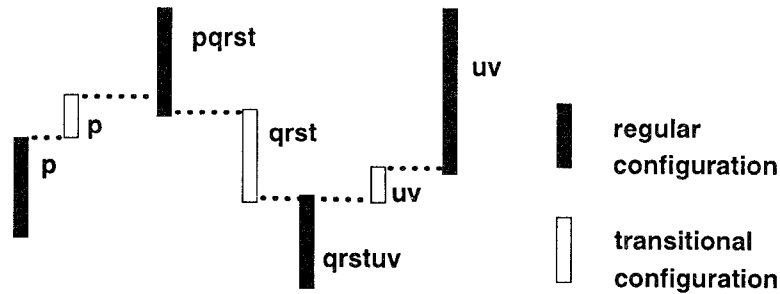 pqrst
uv
p
p
qrst
uv
qrstuv
regular
configuration
transitional
configuration